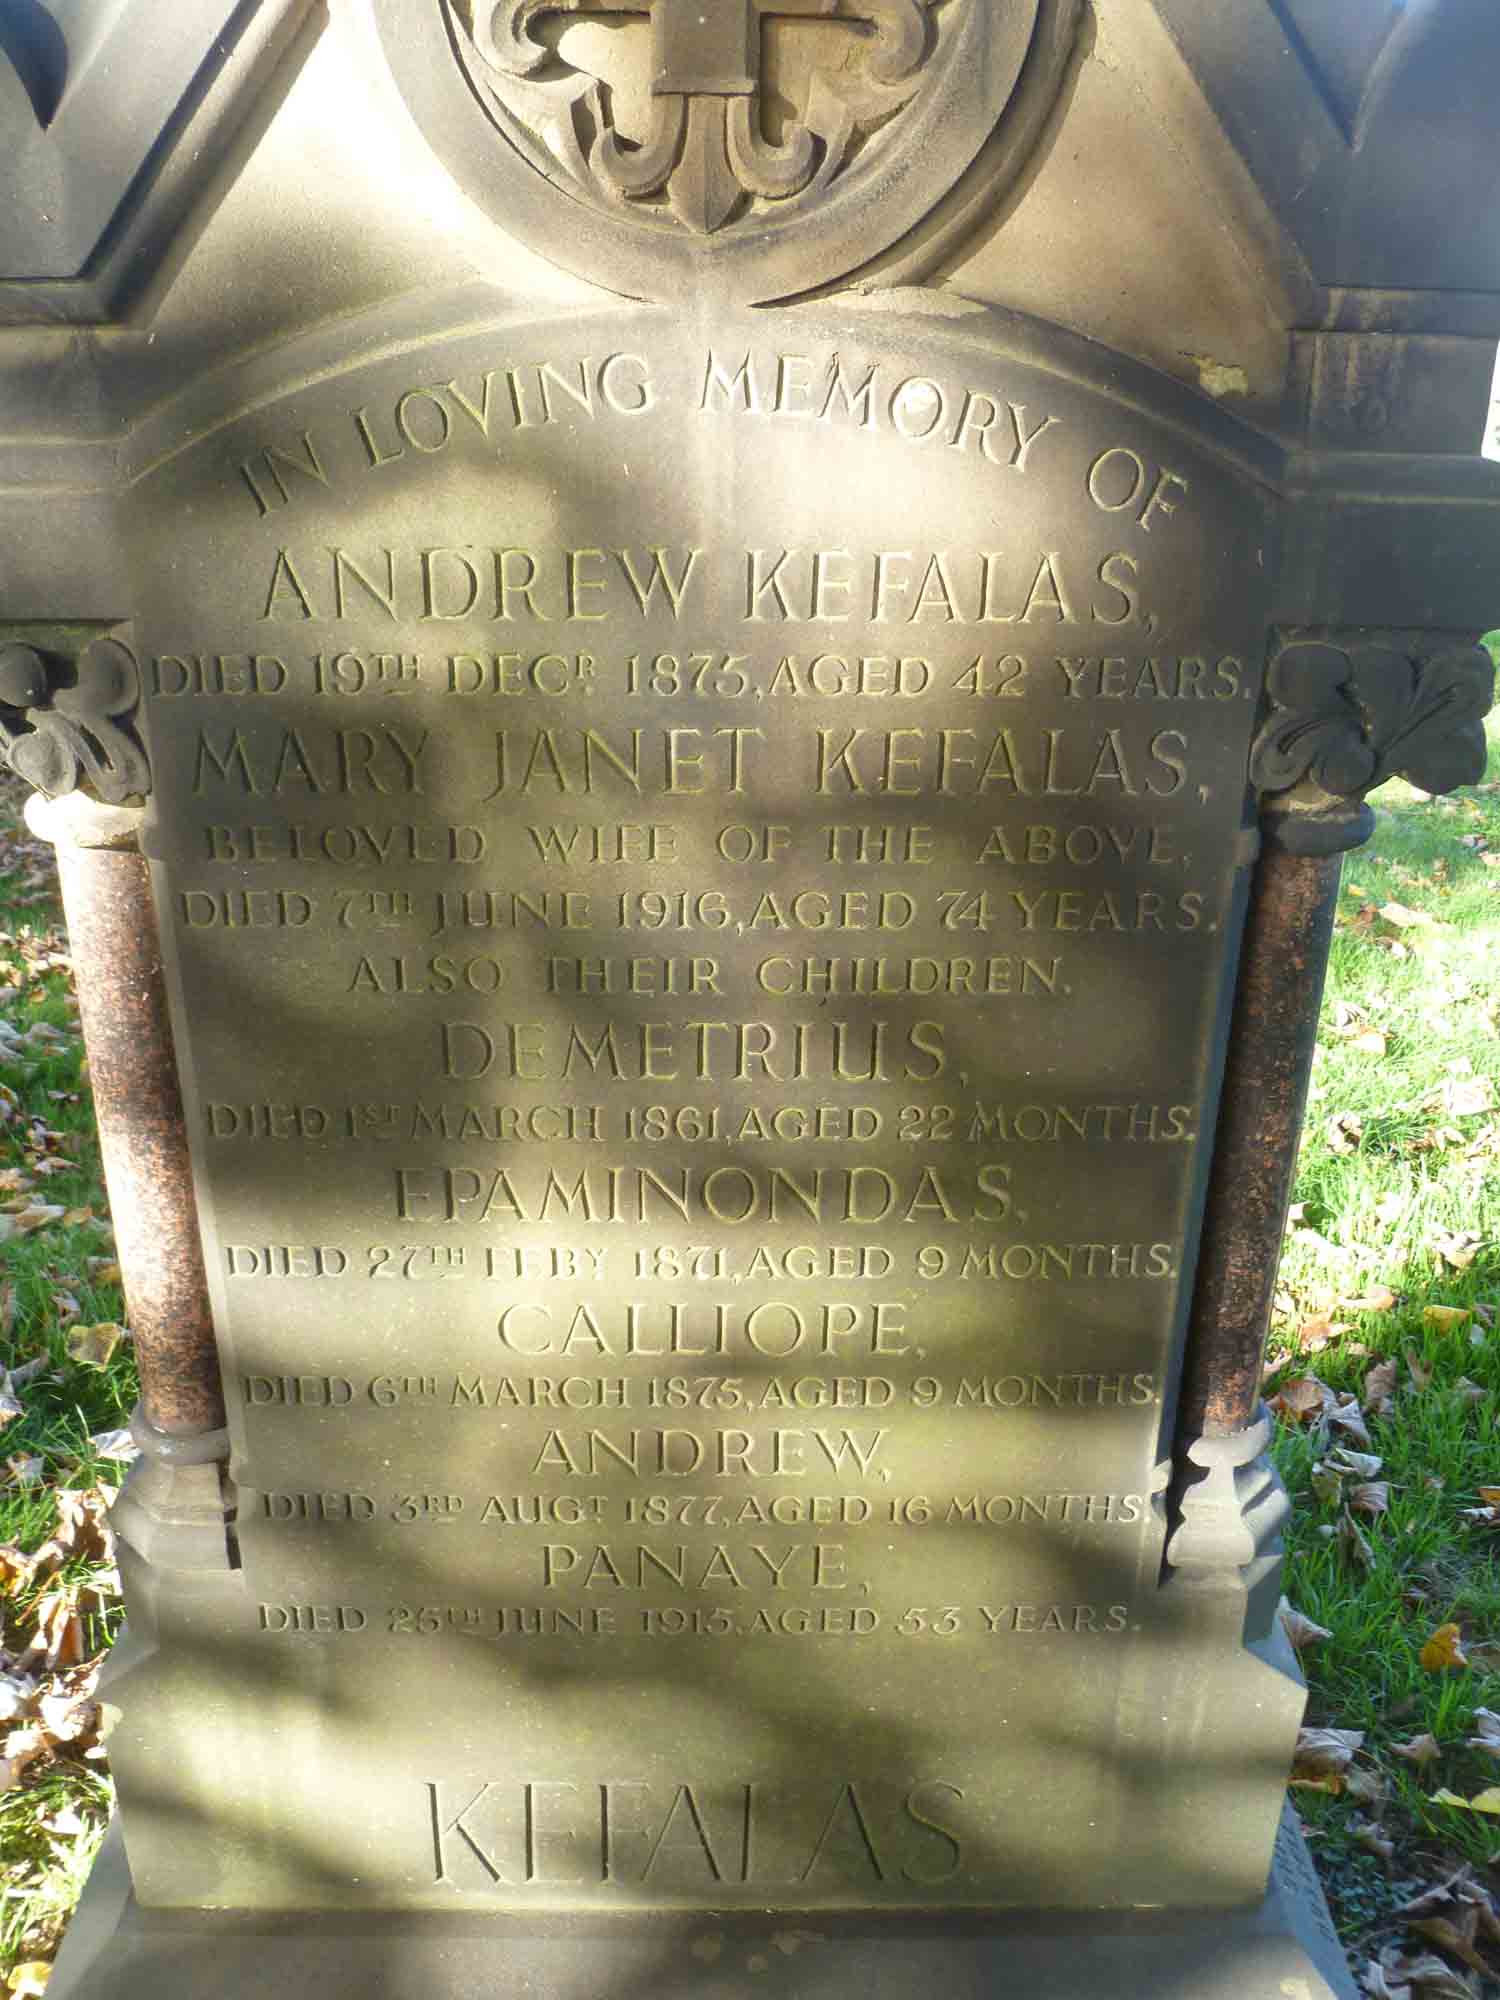 IN LOVING MEMORY OF
ANDREW KEFALAS,
DIED 19TH DECR. 1875, AGED 42 YEARS.
MARY JANET KEFALAS,
BELOVED WIFE OF THE ABOVE,
DIED 7TH JUNE 1916, AGED 74 YEARS.
ALSO THEIR CHILDREN.
DEMETRIUS,
DIED 1ST MARCH 1861, AGED 22 MONTHS.
EPAMINONDAS,
DIED 27TH FEBY 1871, AGED 9 MONTHS.
CALLIOPE,
DIED 6TH MARCH 1875, AGED 9 MONTHS.
ANDREW,
DIED 3RD AUGT. 1877, AGED 16 MONTHS.
PANAYE,
DIED 25TH JUNE 1915, AGED 53 YEARS.
KEFALAS